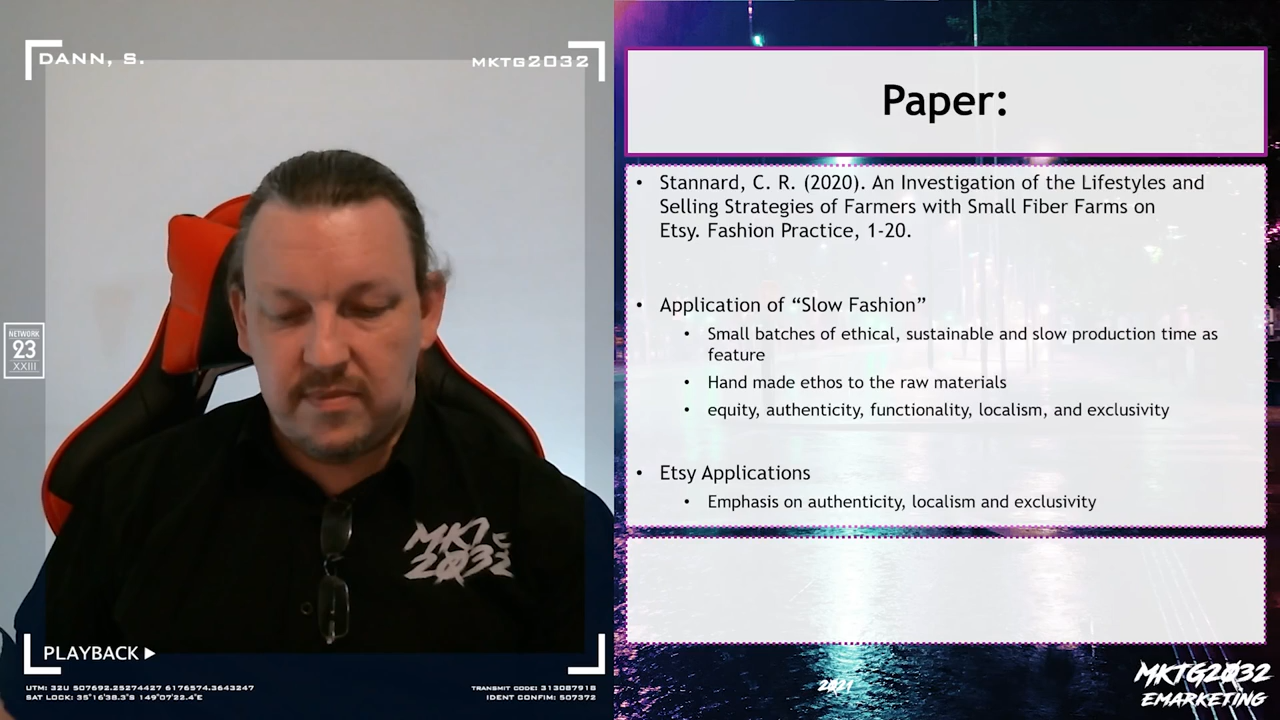 DANN, S.
MKTG2032
NETWORK
23
XXIII
MKT
2032
PLAYBACK
UTM: 32U 507692.25274427 6176574.3643247
SAT LOCK: 35°16'38.3"S 149°07'22.4"E
TRANSMIT CODE: 313087918
IDENT CONFIM: 507372
Paper:
• Stannard, C. R. (2020). An Investigation of the Lifestyles and
Selling Strategies of Farmers with Small Fiber Farms on
Etsy. Fashion Practice, 1-20.
• Application of “Slow Fashion”
• Small batches of ethical, sustainable and slow production time as
feature
• Hand made ethos to the raw materials
• equity, authenticity, functionality, localism, and exclusivity
• Etsy Applications
• Emphasis on authenticity, localism and exclusivity
2021
MKTG2032
EMARKETING